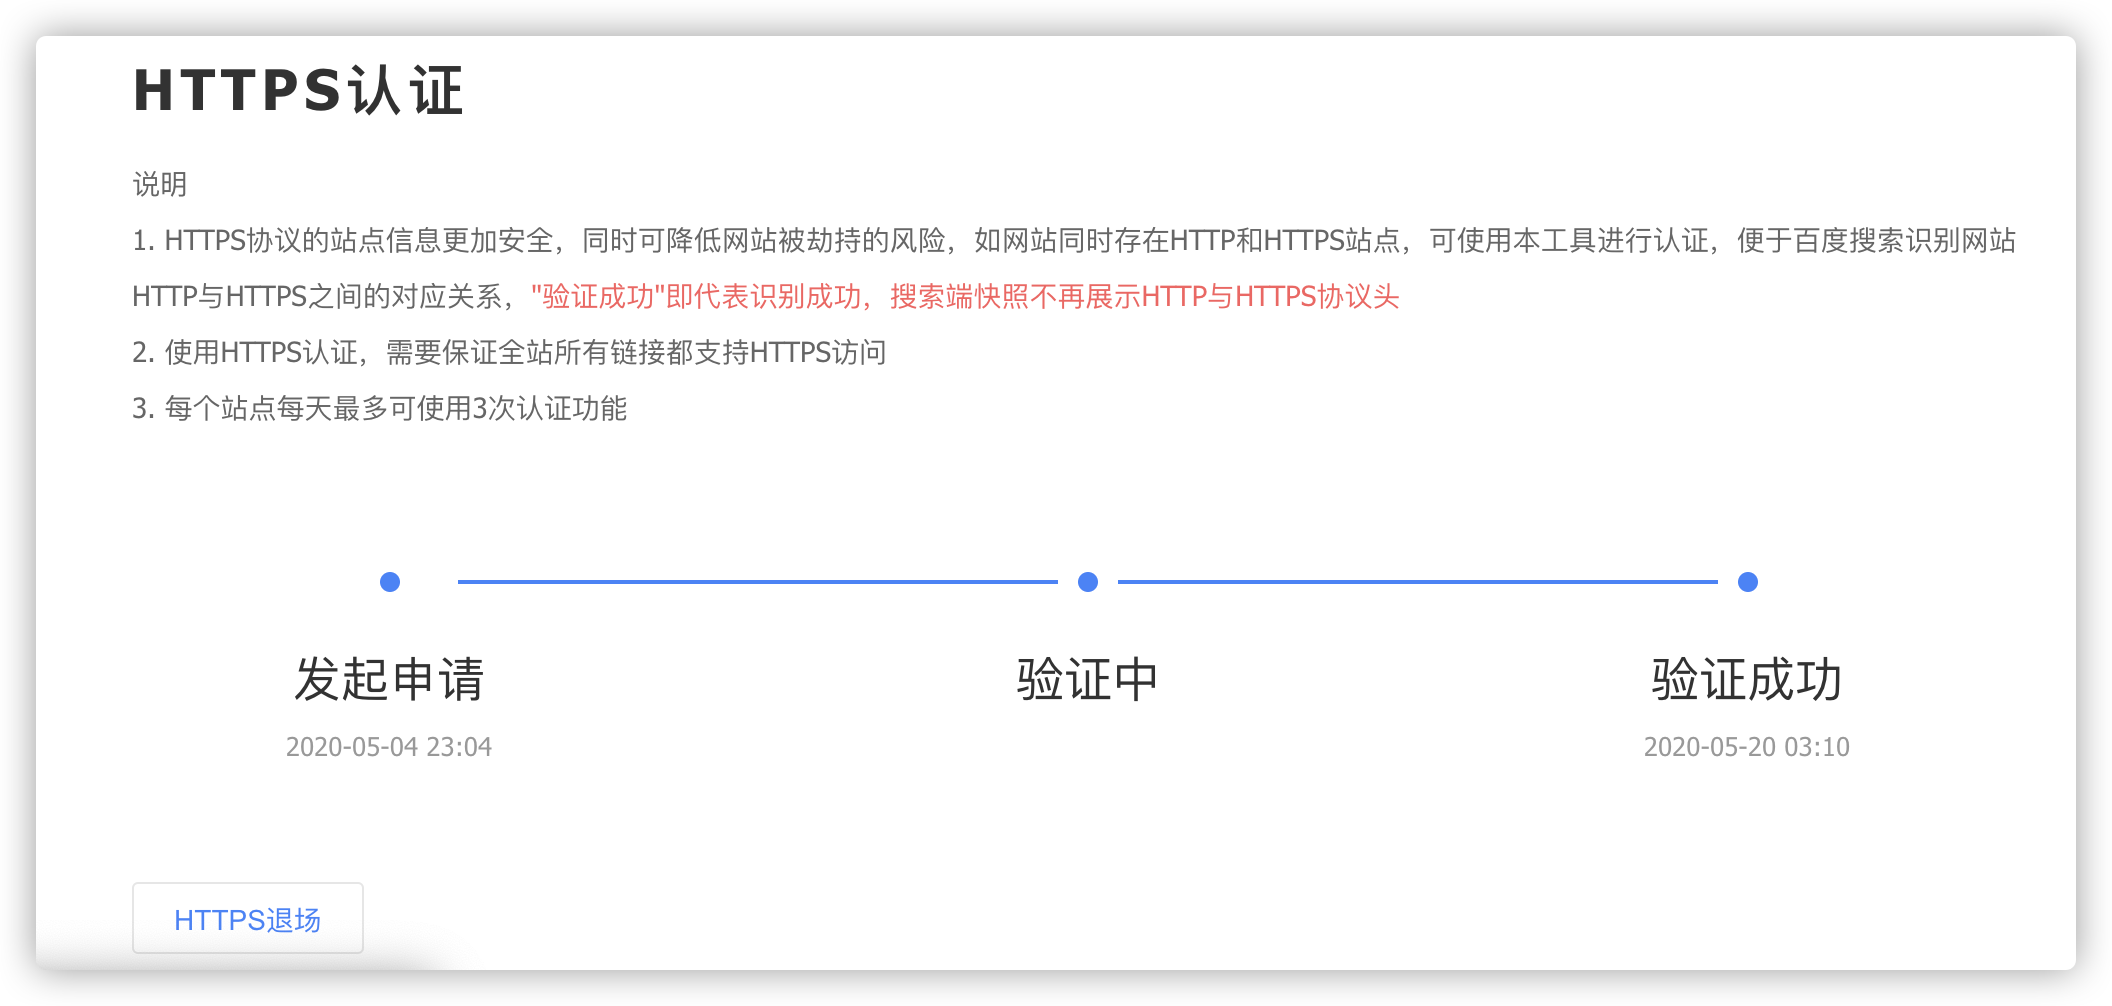 HTTPS认证
说明
1. HTTPS协议的站点信息更加安全，同时可降低网站被劫持的风险，如网站同时存在HTTP和HTTPS站点，可使用本工具进行认证，便于百度搜索识别网站
HTTP与HTTPS之间的对应关系，"验证成功"即代表识别成功，搜索端快照不再展示HTTP与HTTPS协议头
2. 使用HTTPS认证，需要保证全站所有链接都支持HTTPS访问
3. 每个站点每天最多可使用3次认证功能
发起申请 验证中 验证成功
2020-05-04 23:04 2020-05-20 03:10
HTTPS退场